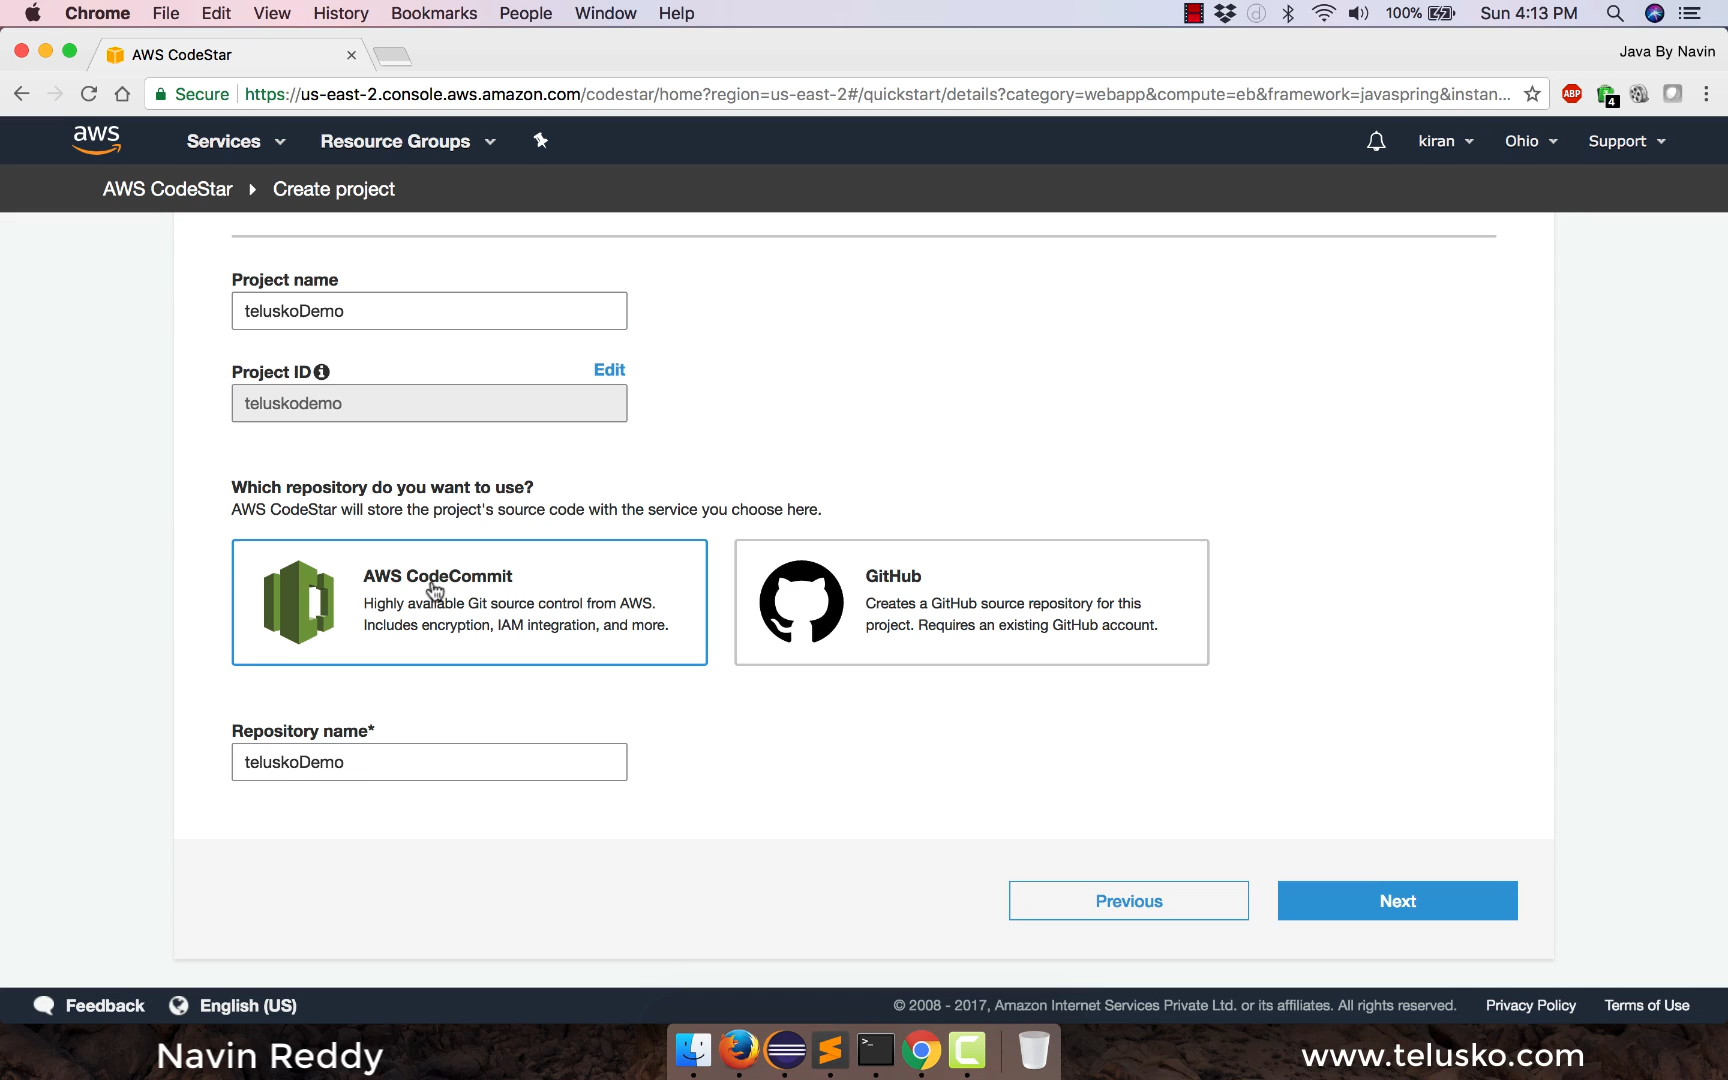 Chrome File Edit View History Bookmarks People Window Help 100% Sun 4:13 PM
AWS CodeStar Java By Navin
Secure https://us-east-2.console.aws.amazon.com/codestar/home?region=us-east-2#/quickstart/details?category=webapp&compute=eb&framework=javaspring&instan... ABP 4
aws Services Resource Groups kiran Ohio Support
AWS CodeStar Create project
Project name
teluskoDemo
Project ID Edit
teluskodemo
Which repository do you want to use?
AWS CodeStar will store the project's source code with the service you choose here.
AWS CodeCommit
Highly available Git source control from AWS.
Includes encryption, IAM integration, and more.
GitHub
Creates a GitHub source repository for this
project. Requires an existing GitHub account.
Repository name*
teluskoDemo
Previous Next
Feedback English (US) © 2008 - 2017, Amazon Internet Services Private Ltd. or its affiliates. All rights reserved. Privacy Policy Terms of Use
Navin Reddy www.telusko.com